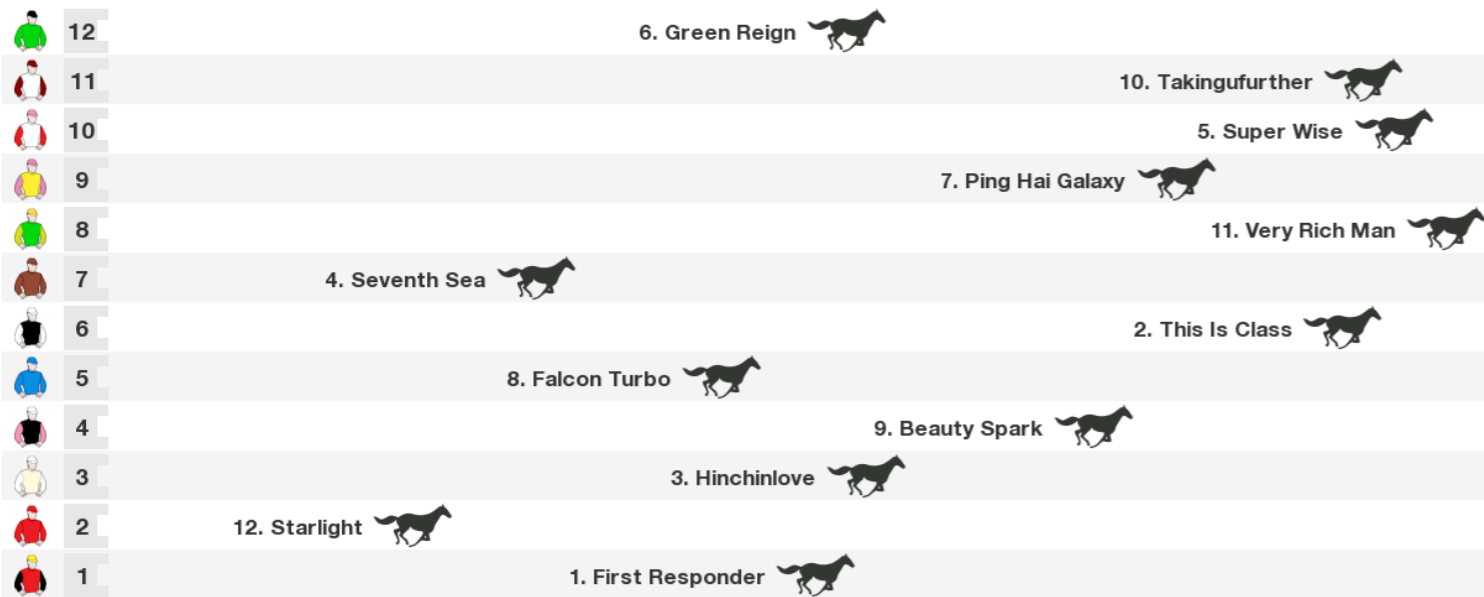 12 6. Green Reign
11 10. Takingufurther
10 5. Super Wise
9 7. Ping Hai Galaxy
8 11. Very Rich Man
7 4. Seventh Sea
6 2. This Is Class
5 8. Falcon Turbo
4 9. Beauty Spark
3 3. Hinchinlove
2 12. Starlight
1 1. First Responder